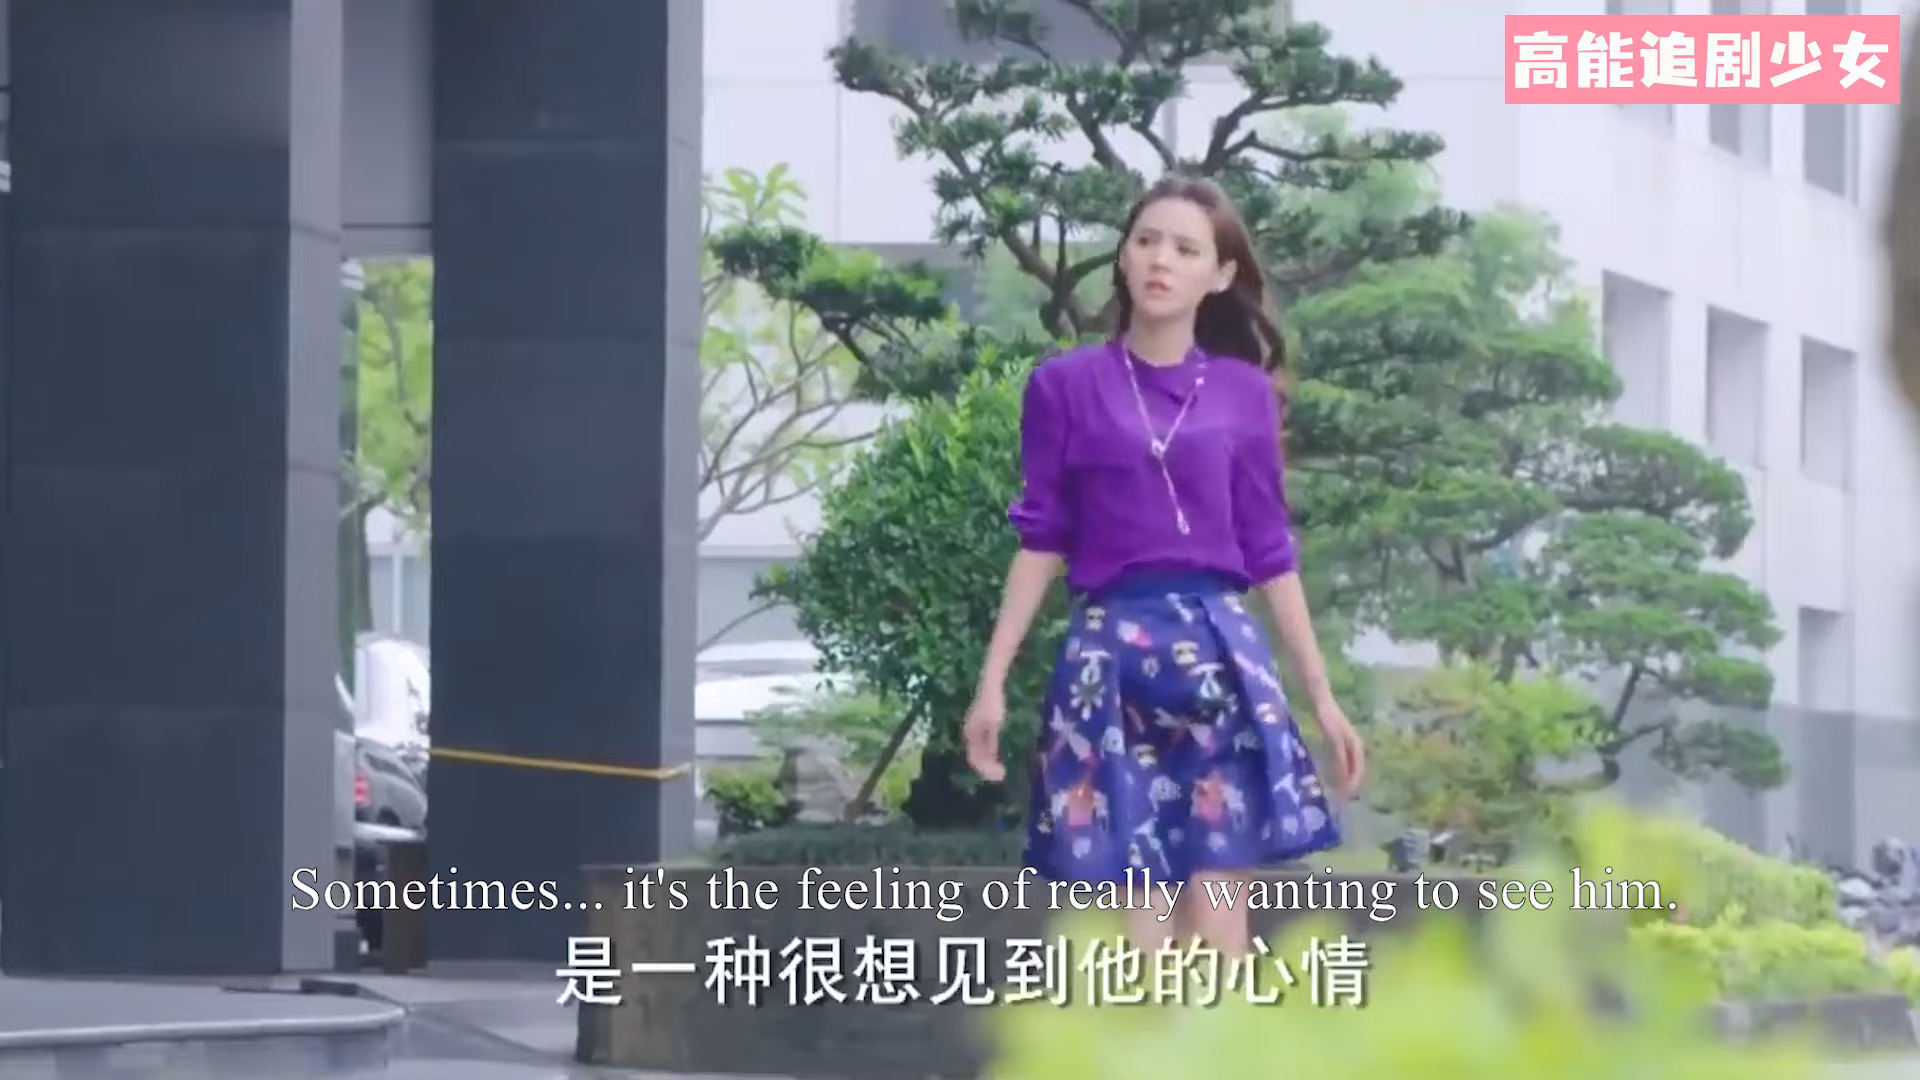 高能追剧少女
Sometimes... it's the feeling of really wanting to see him.
是一种很想见到他的心情